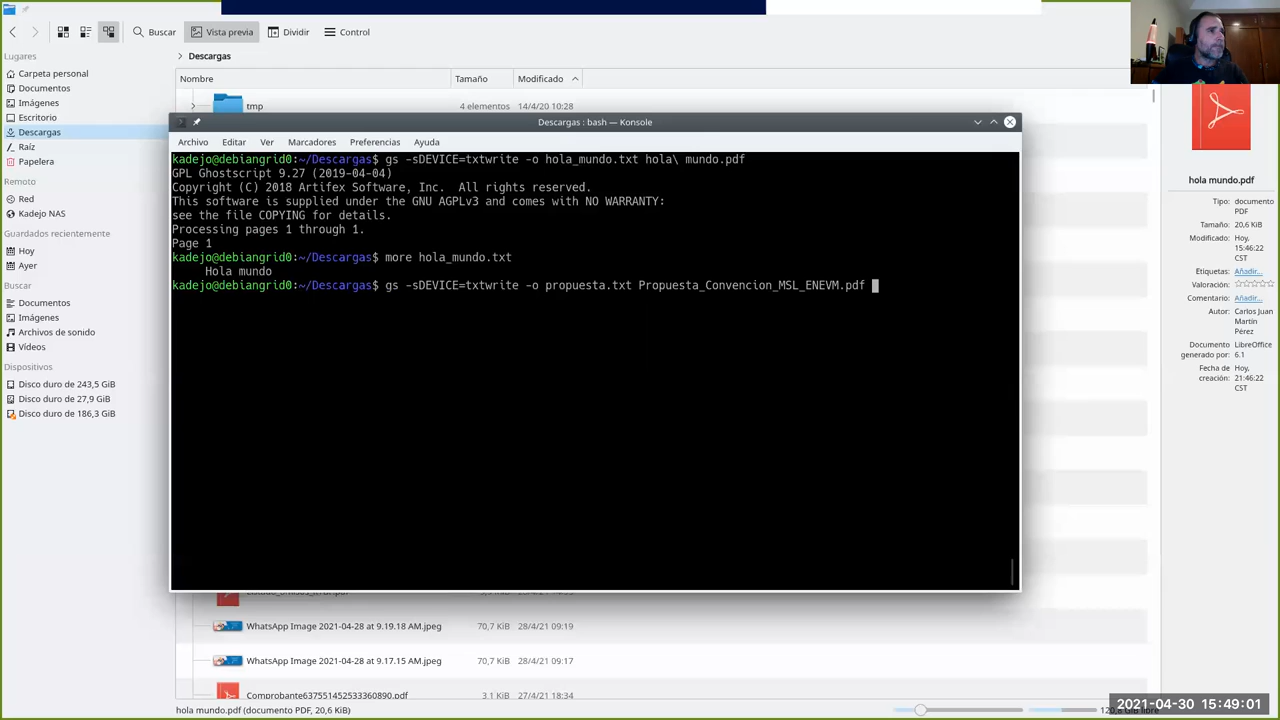 Buscar
Vista previa
Dividir
Control
Lugares
Carpeta personal
Documentos
Imágenes
Escritorio
Descargas
Raíz
Papelera
Remoto
Red
Kadejo NAS
Guardados recientemente
Hoy
Ayer
Buscar
Documentos
Imágenes
Archivos de sonido
Vídeos
Dispositivos
Disco duro de 243,5 GiB
Disco duro de 27,9 GiB
Disco duro de 186,3 GiB
Descargas
Nombre Tamaño Modificado
tmp 4 elementos 14/4/20 10:28
Descargas : bash — Konsole
Archivo Editar Ver Marcadores Preferencias Ayuda
kadejo@debiangrid0:~/Descargas$ gs -sDEVICE=txtwrite -o hola_mundo.txt hola\ mundo.pdf
GPL Ghostscript 9.27 (2019-04-04)
Copyright (C) 2018 Artifex Software, Inc.  All rights reserved.
This software is supplied under the GNU AGPLv3 and comes with NO WARRANTY:
see the file COPYING for details.
Processing pages 1 through 1.
Page 1
kadejo@debiangrid0:~/Descargas$ more hola_mundo.txt
Hola mundo
kadejo@debiangrid0:~/Descargas$ gs -sDEVICE=txtwrite -o propuesta.txt Propuesta_Convencion_MSL_ENEVM.pdf
WhatsApp Image 2021-04-28 at 9.19.18 AM.jpeg 70,7 KiB 28/4/21 09:19
WhatsApp Image 2021-04-28 at 9.17.15 AM.jpeg 70,7 KiB 28/4/21 09:17
Comprobante637551452533360890.pdf 3,1 KiB 27/4/21 18:34
hola mundo.pdf (documento PDF, 20,6 KiB)
hola mundo.pdf
Tipo: documento
PDF
Tamaño: 20,6 KiB
Modificado: Hoy,
15:46:22
CST
Etiquetas: Añadir...
Valoración:
Comentario: Añadir...
Autor: Carlos Juan
Martín
Pérez
Documento generado por: LibreOffice
6.1
Fecha de creación: Hoy,
21:46:22
CST
2021-04-30 15:49:01